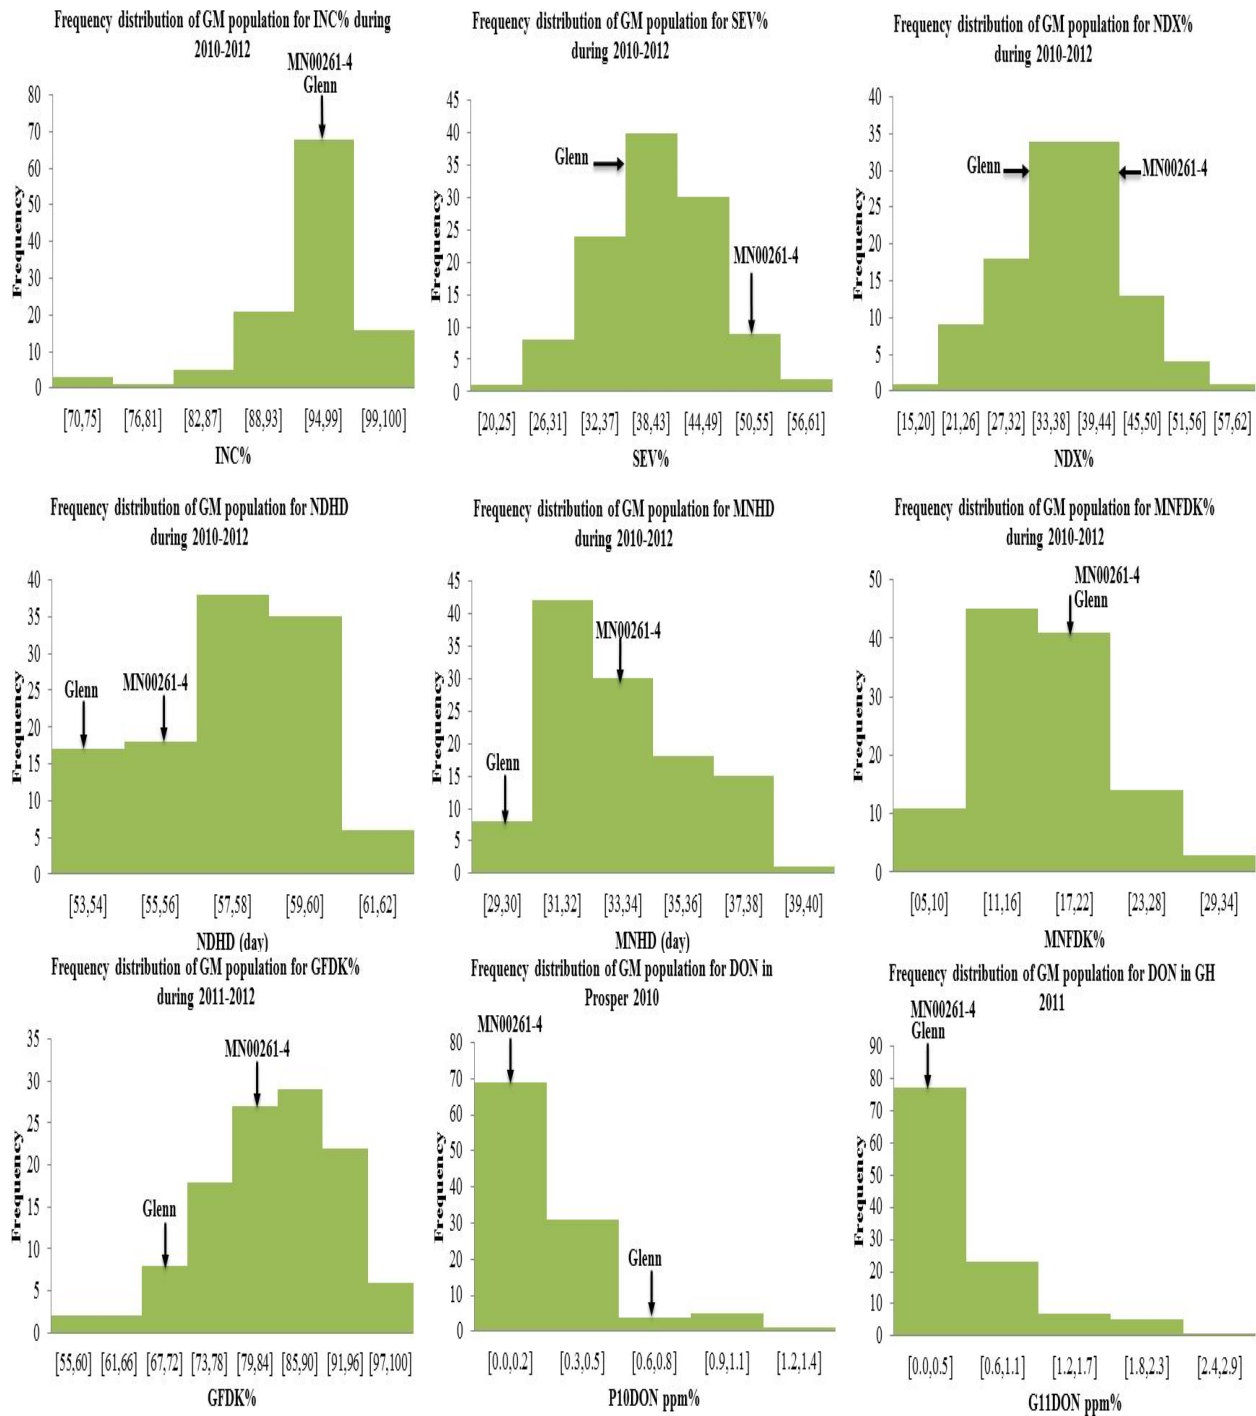 Frequency distribution of GM population for INC% during
2010-2012
MN00261-4
Glenn
80
70
60
50
40
30
20
10
0
Frequency
[70,75] [76,81] [82,87] [88,93] [94,99] [99,100]
INC%
Frequency distribution of GM population for SEV%
during 2010-2012
45
40
35
30
25
20
15
10
5
0
Frequency
Glenn
MN00261-4
[20,25] [26,31] [32,37] [38,43] [44,49] [50,55] [56,61]
SEV%
Frequency distribution of GM population for NDX%
during 2010-2012
40
35
30
25
20
15
10
5
0
Frequency
Glenn
MN00261-4
[15,20] [21,26] [27,32] [33,38] [39,44] [45,50] [51,56] [57,62]
NDX%
Frequency distribution of GM population for NDHD
during 2010-2012
40
35
30
25
20
15
10
5
0
Frequency
Glenn
MN00261-4
[53,54] [55,56] [57,58] [59,60] [61,62]
NDHD (day)
Frequency distribution of GM population for MNHD
during 2010-2012
45
40
35
30
25
20
15
10
5
0
Frequency
MN00261-4
Glenn
[29,30] [31,32] [33,34] [35,36] [37,38] [39,40]
MNHD (day)
Frequency distribution of GM population for MNFDK%
during 2010-2012
MN00261-4
Glenn
50
40
30
20
10
0
Frequency
[05,10] [11,16] [17,22] [23,28] [29,34]
MNFDK%
Frequency distribution of GM population for GFDK%
during 2011-2012
35
30
25
20
15
10
5
0
Frequency
MN00261-4
Glenn
[55,60] [61,66] [67,72] [73,78] [79,84] [85,90] [91,96] [97,100]
GFDK%
Frequency distribution of GM population for DON in
Prosper 2010
MN00261-4
80
70
60
50
40
30
20
10
0
Frequency
Glenn
[0.0,0.2] [0.3,0.5] [0.6,0.8] [0.9,1.1] [1.2,1.4]
P10DON ppm%
Frequency distribution of GM population for DON in GH
2011
MN00261-4
Glenn
90
80
70
60
50
40
30
20
10
0
Frequency
[0.0,0.5] [0.6,1.1] [1.2,1.7] [1.8,2.3] [2.4,2.9]
G11DON ppm%